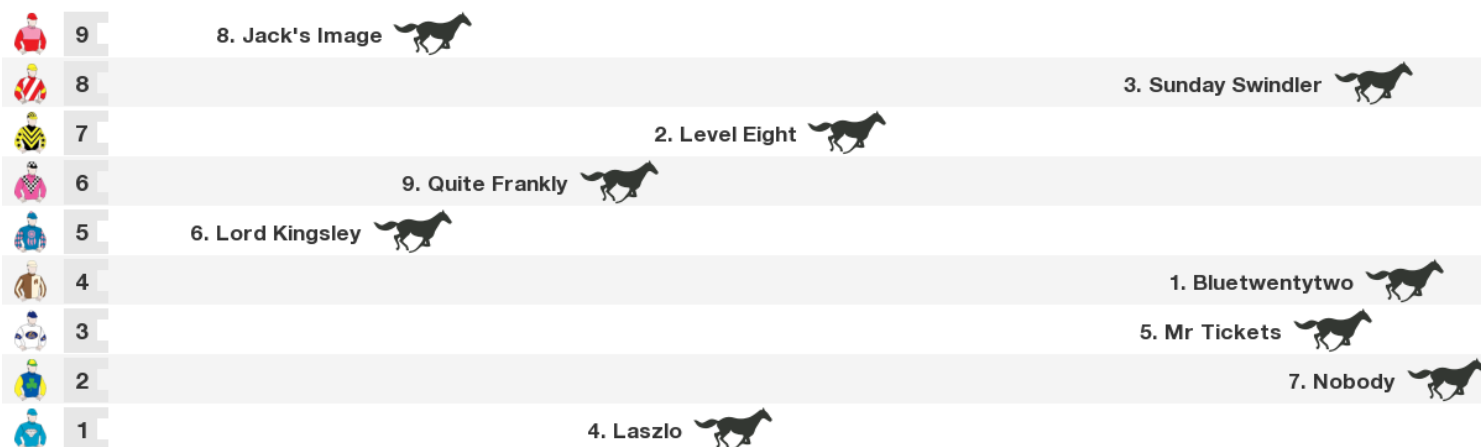 9 8. Jack's Image
8 3. Sunday Swindler
7 2. Level Eight
6 9. Quite Frankly
5 6. Lord Kingsley
4 1. Bluetwentytwo
3 5. Mr Tickets
2 7. Nobody
1 4. Laszlo